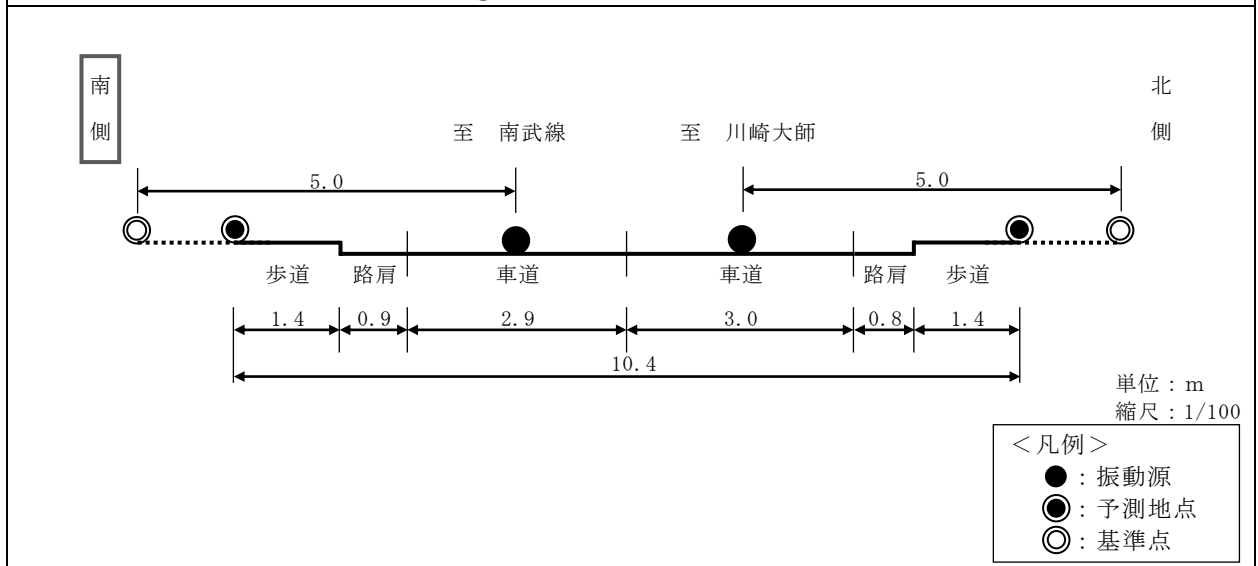 南側
北側
至 南武線
至 川崎大師
5.0
5.0
歩道
路肩
車道
車道
路肩
歩道
1.4
0.9
2.9
3.0
0.8
1.4
10.4
単位：m
縮尺：1/100
＜凡例＞
●：振動源
：予測地点
◎：基準点